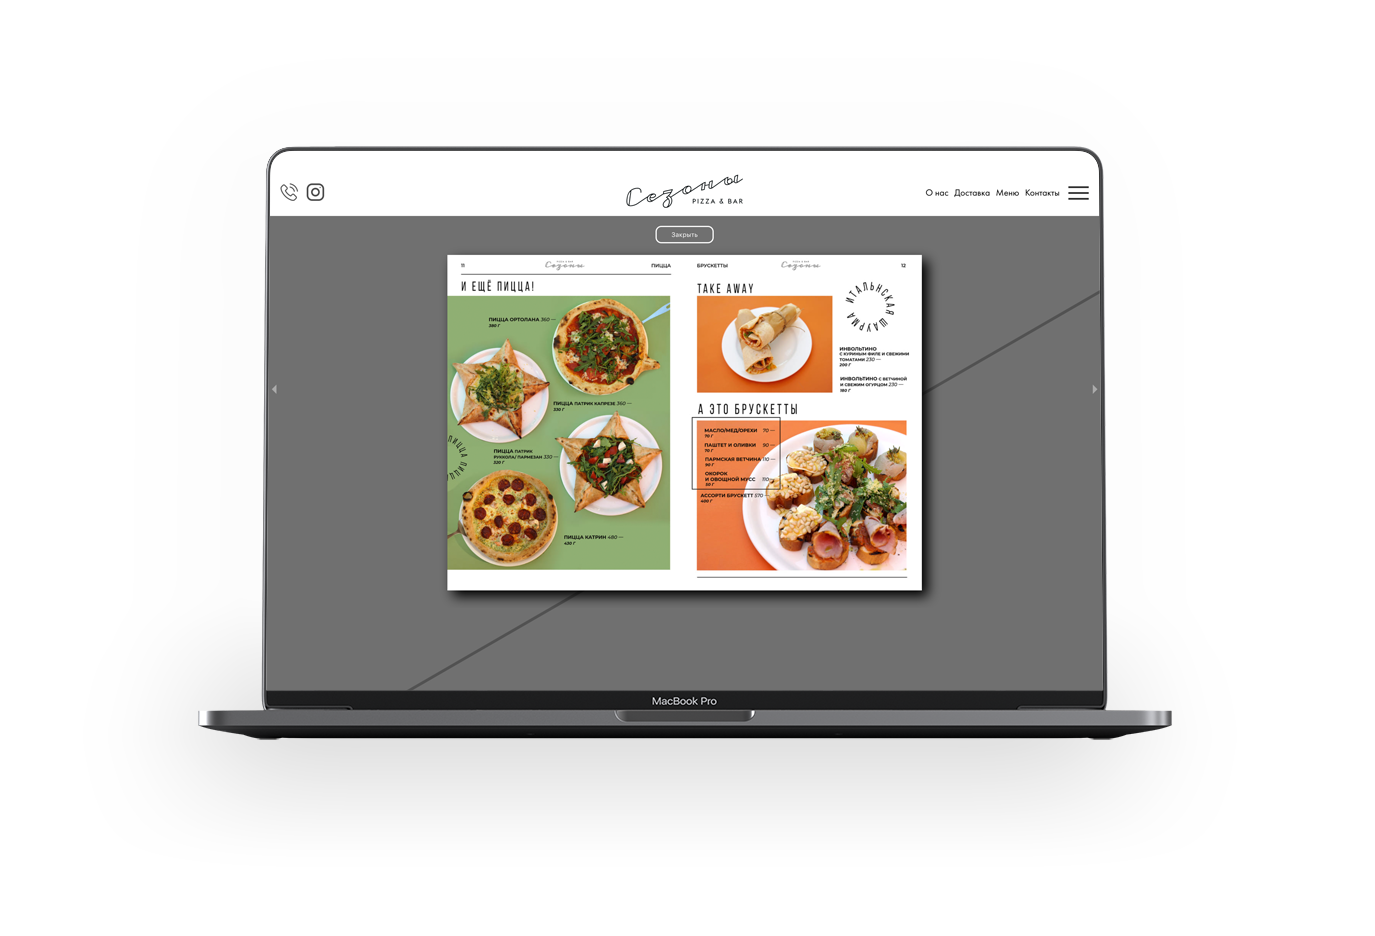 Сезоны
PIZZA & BAR
О нас Доставка Меню Контакты
Закрыть
11
Сезоны
ПИЦЦА
И ЕЩЁ ПИЦЦА!
ПИЦЦА ОРТОЛАНА 360 —
380 Г
ПИЦЦА ПАТРИК КАПРЕЗЕ 360 —
330 Г
ПИЦЦА ПАТРИК
РУККОЛА/ ПАРМЕЗАН 330 —
220 Г
ПИЦЦА ПИЦЦ
ПИЦЦА КАТРИН 480 —
430 Г
БРУСКЕТТЫ
Сезоны
12
TAKE AWAY
ИТАЛЬНСКАЯ ШАУРМА
ИНВОЛЬТИНО
С КУРИНЫМ ФИЛЕ И СВЕЖИМИ
ТОМАТАМИ 230 —
200 Г
ИНВОЛЬТИНО С ВЕТЧИНОЙ
И СВЕЖИМ ОГУРЦОМ 230 —
180 Г
А ЭТО БРУСКЕТТЫ
МАСЛО/МЕД/ОРЕХИ 70 —
70 Г
ПАШТЕТ И ОЛИВКИ 90 —
70 Г
ПАРМСКАЯ ВЕТЧИНА 110 —
50 Г
ОКОРОК
И ОВОЩНОЙ МУСС 110—
50 Г
АССОРТИ БРУСКЕТТ 570 —
400 Г
MacBook Pro